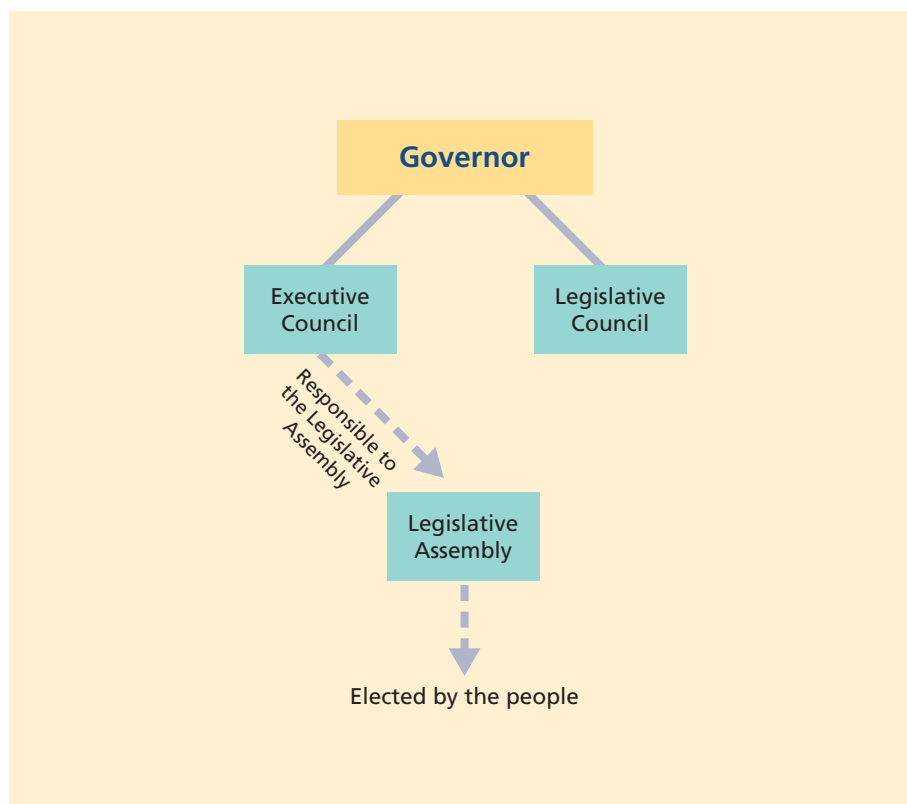 Governor
Executive
Council
Legislative
Council
Responsible to
the Legislative
Assembly
Legislative
Assembly
Elected by the people